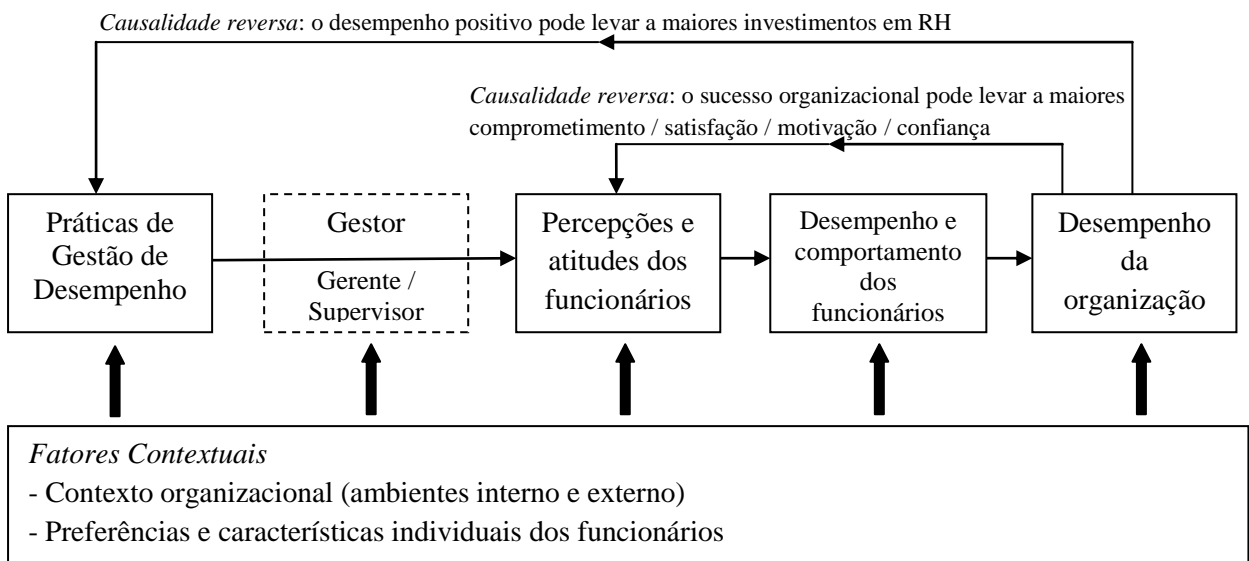 Causalidade reversa: o desempenho positivo pode levar a maiores investimentos em RH
Causalidade reversa: o sucesso organizacional pode levar a maiores
comprometimento / satisfação / motivação / confiança
Práticas de
Gestão de
Desempenho
Gestor
Gerente /
Supervisor
Percepções e
atitudes dos
funcionários
Desempenho e
comportamento
dos
funcionários
Desempenho
da
organização
Fatores Contextuais
- Contexto organizacional (ambientes interno e externo)
- Preferências e características individuais dos funcionários